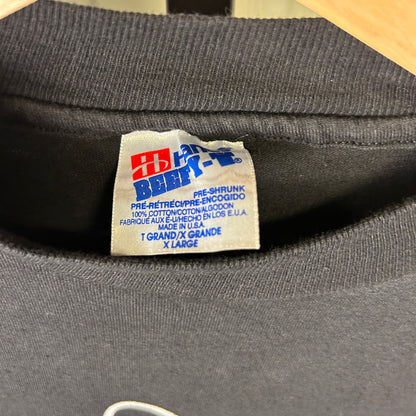 Hanes
BEEFY-T®
PRE-SHRUNK
PRÉ-RÉTRÉCI/PRE-ENCOGIDO
100% COTTON/COTON/ALGODON
FABRIQUÉ AUX É-U/HECHO EN LOS E.U.A.
MADE IN U.S.A.
T GRAND/X GRANDE
X LARGE